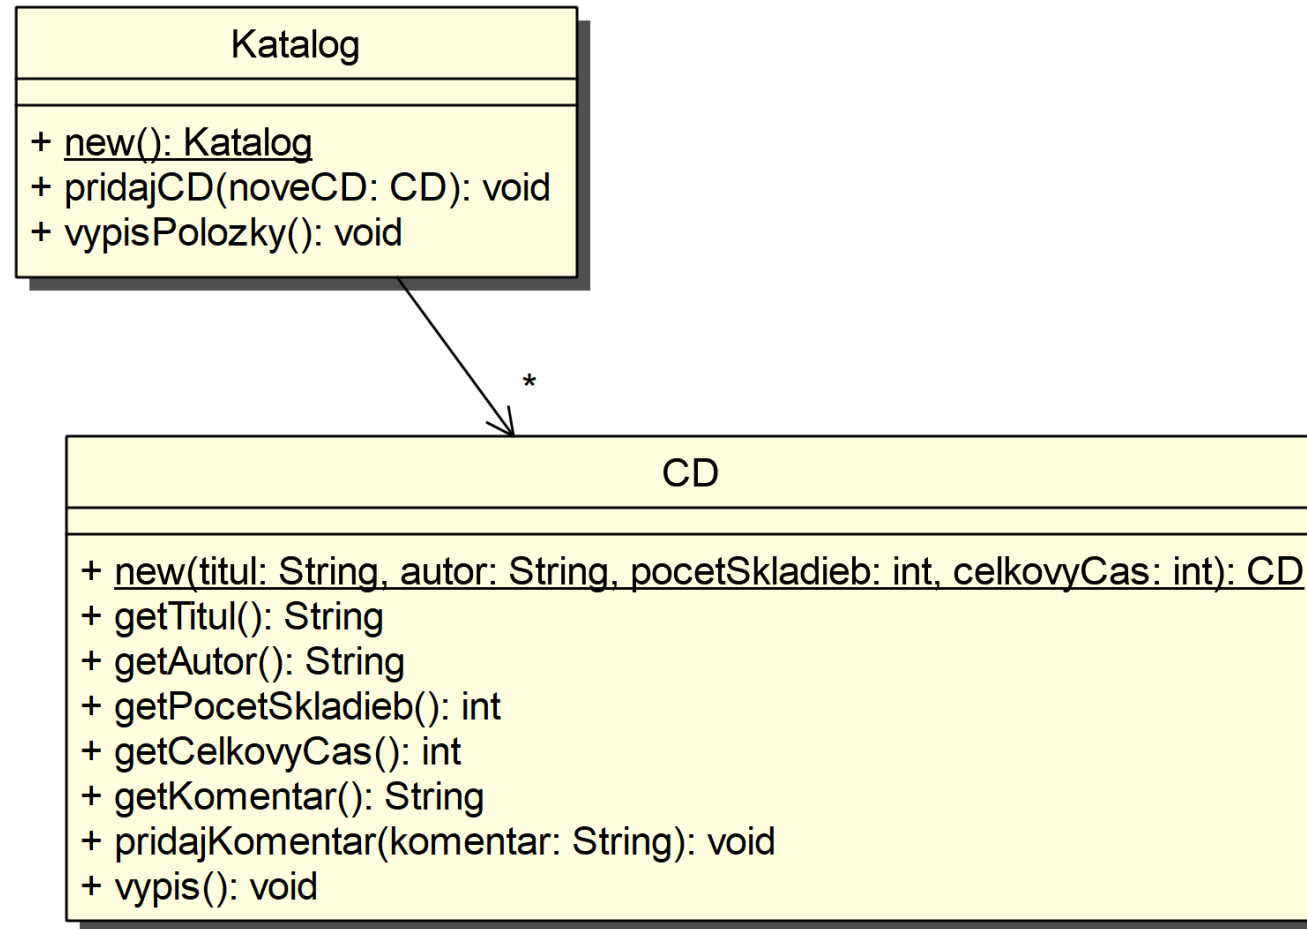 Katalog
+ new(): Katalog
+ pridajCD(noveCD: CD): void
+ vypisPolozky(): void
*
CD
+ new(titul: String, autor: String, pocetSkladieb: int, celkovyCas: int): CD
+ getTitul(): String
+ getAutor(): String
+ getPocetSkladieb(): int
+ getCelkovyCas(): int
+ getKomentar(): String
+ pridajKomentar(komentar: String): void
+ vypis(): void